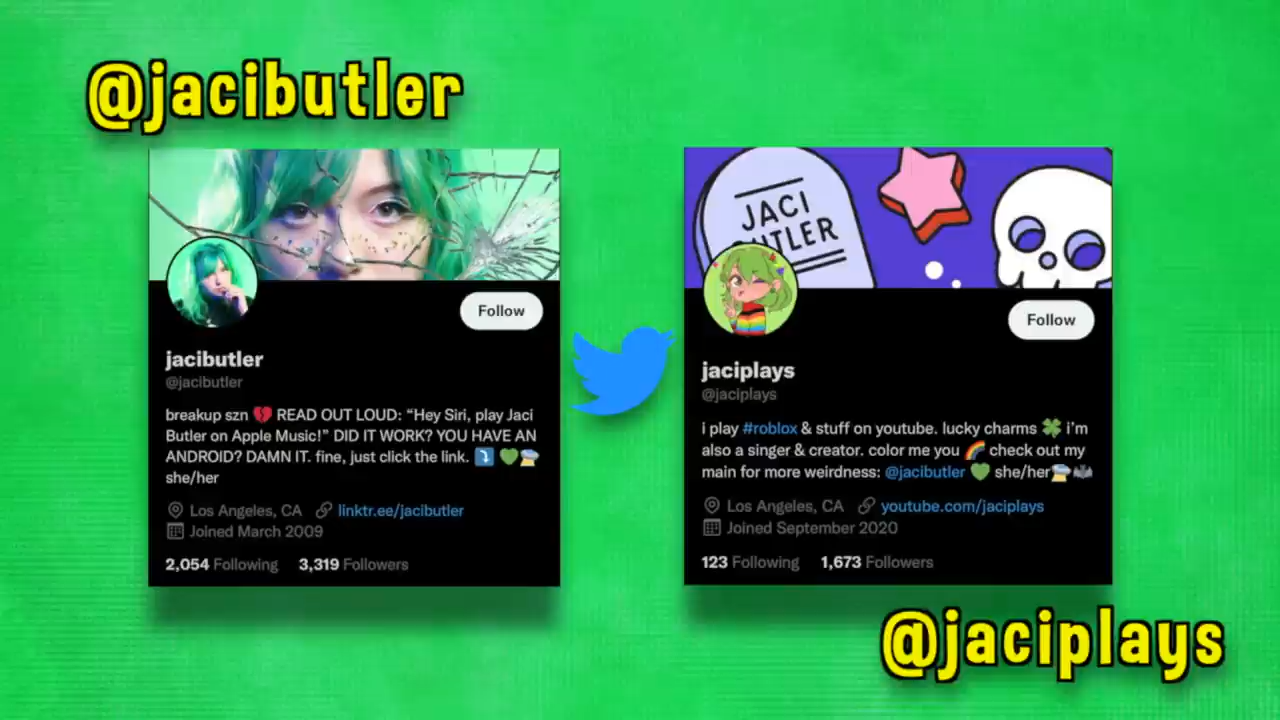 @jacibutler
Follow
jacibutler
@jacibutler
breakup szn 💔 READ OUT LOUD: “Hey Siri, play Jaci
Butler on Apple Music!” DID IT WORK? YOU HAVE AN
ANDROID? DAMN IT. fine, just click the link. ⤵️ 💚
she/her
Los Angeles, CA linktr.ee/jacibutler
Joined March 2009
2,054 Following 3,319 Followers
JACI
BUTLER
Follow
jaciplays
@jaciplays
i play #roblox & stuff on youtube. lucky charms 🍀 i’m
also a singer & creator. color me you 🌈 check out my
main for more weirdness: @jacibutler 💚 she/her
Los Angeles, CA youtube.com/jaciplays
Joined September 2020
123 Following 1,673 Followers
@jaciplays